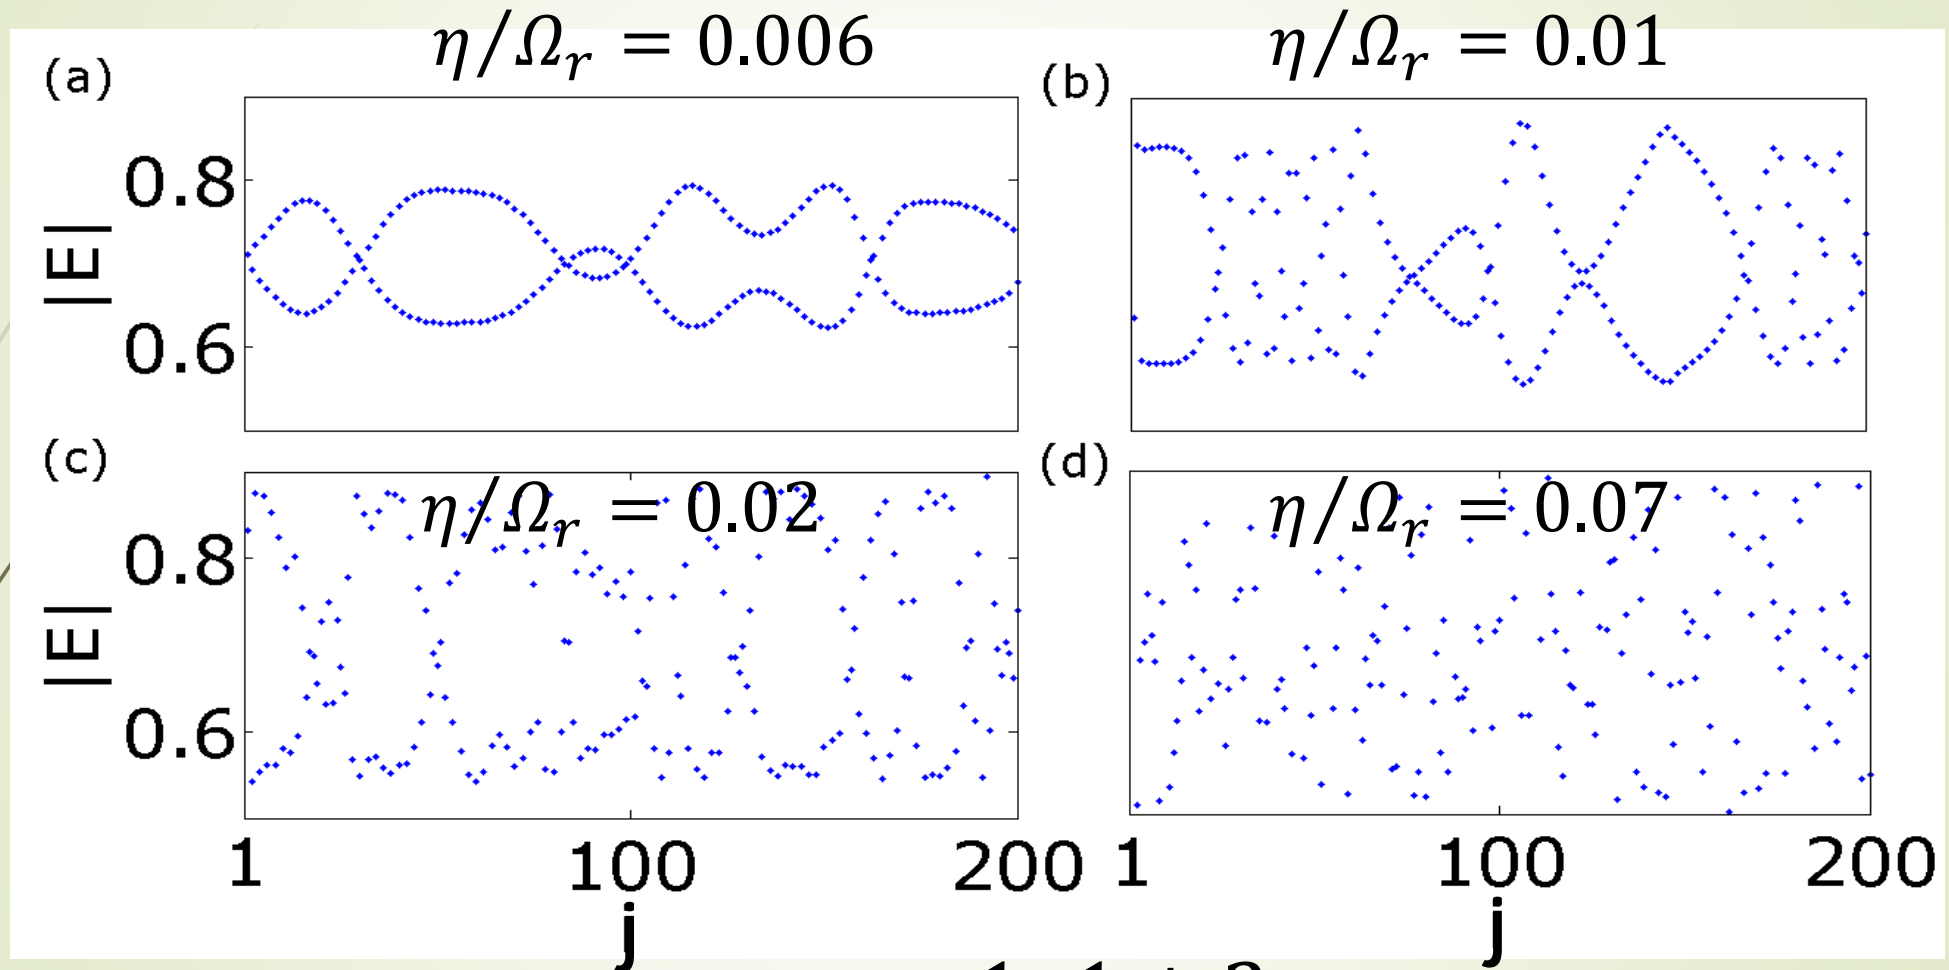 η/Ωᵣ = 0.006
η/Ωᵣ = 0.01
(a)
(b)
0.8
0.6
|E|
(c)
(d)
η/Ωᵣ = 0.02
η/Ωᵣ = 0.07
0.8
0.6
|E|
1 100 200
1 100 200
j
j